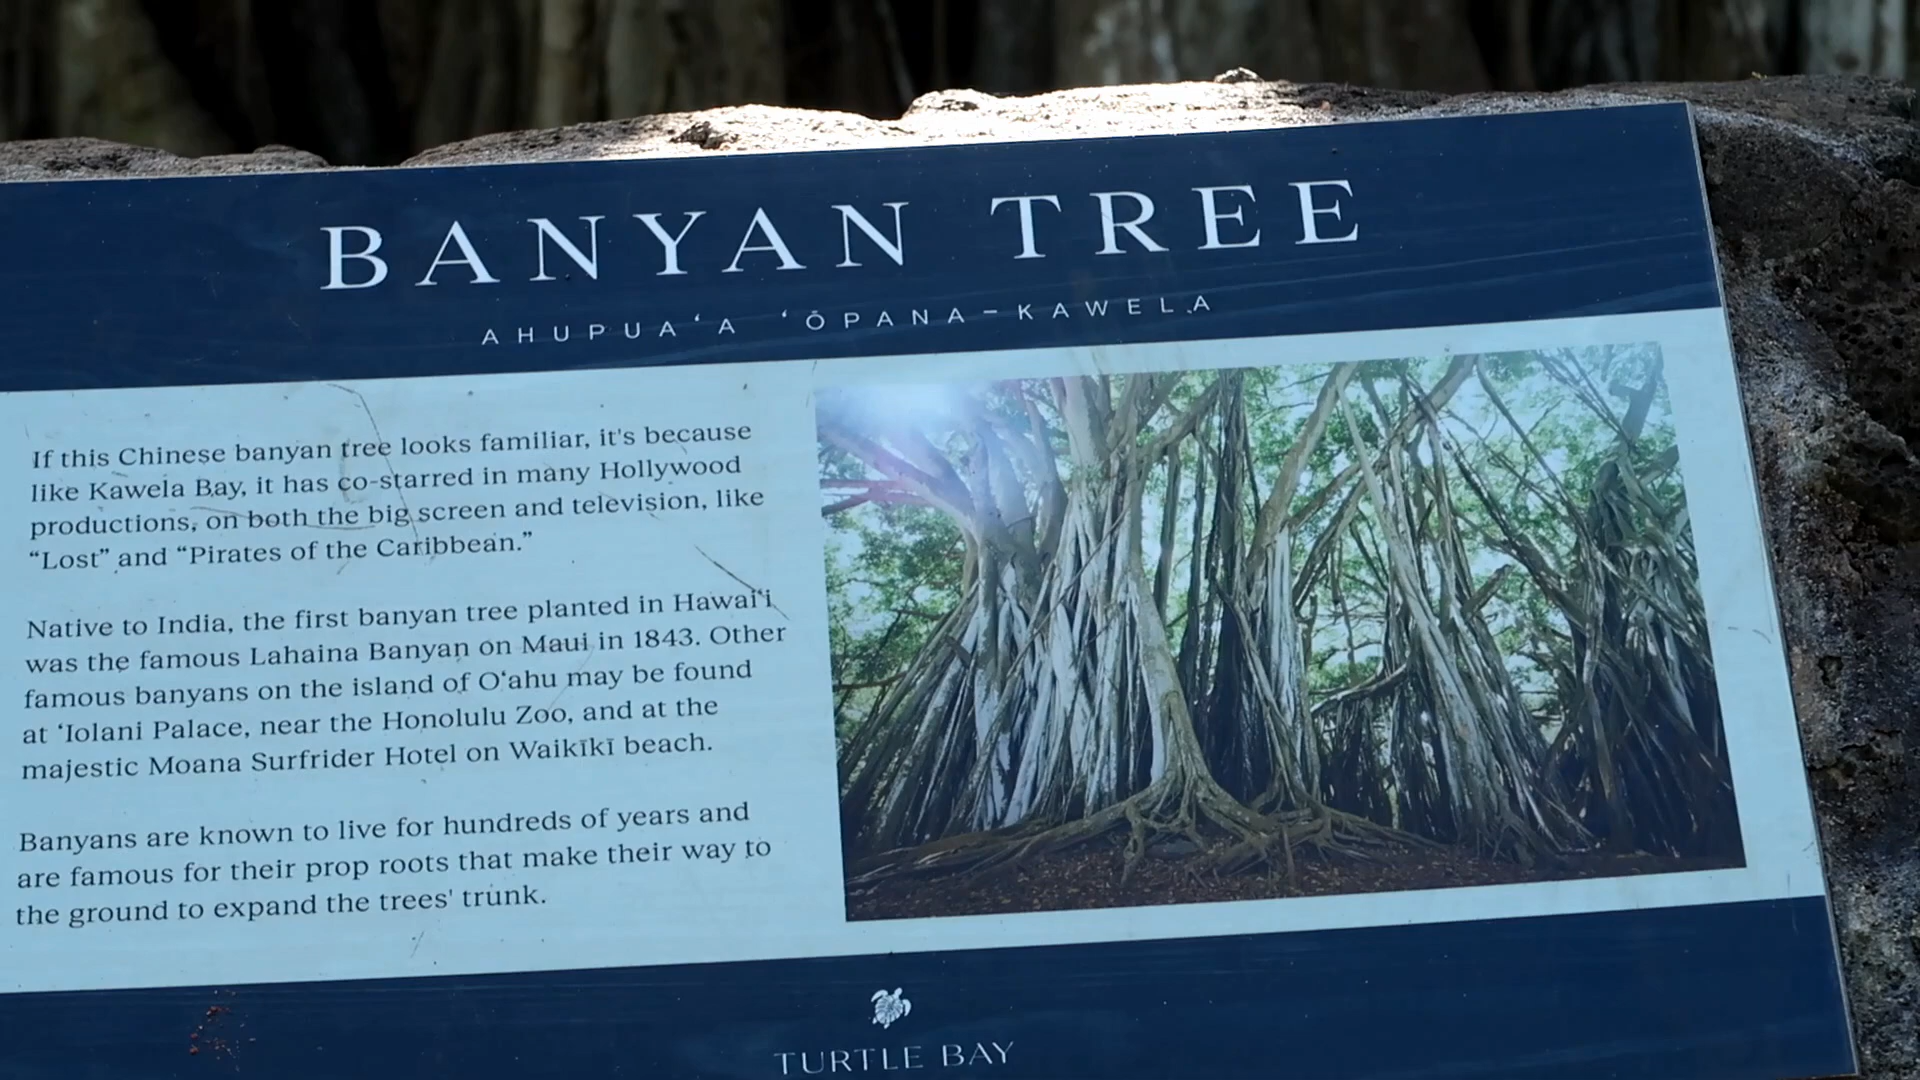 BANYAN TREE
AHUPUAʻA ʻŌPANA–KAWELA
If this Chinese banyan tree looks familiar, it's because
like Kawela Bay, it has co-starred in many Hollywood
productions, on both the big screen and television, like
“Lost” and “Pirates of the Caribbean.”
Native to India, the first banyan tree planted in Hawaiʻi
was the famous Lahaina Banyan on Maui in 1843. Other
famous banyans on the island of Oʻahu may be found
at ʻIolani Palace, near the Honolulu Zoo, and at the
majestic Moana Surfrider Hotel on Waikīkī beach.
Banyans are known to live for hundreds of years and
are famous for their prop roots that make their way to
the ground to expand the trees' trunk.
TURTLE BAY